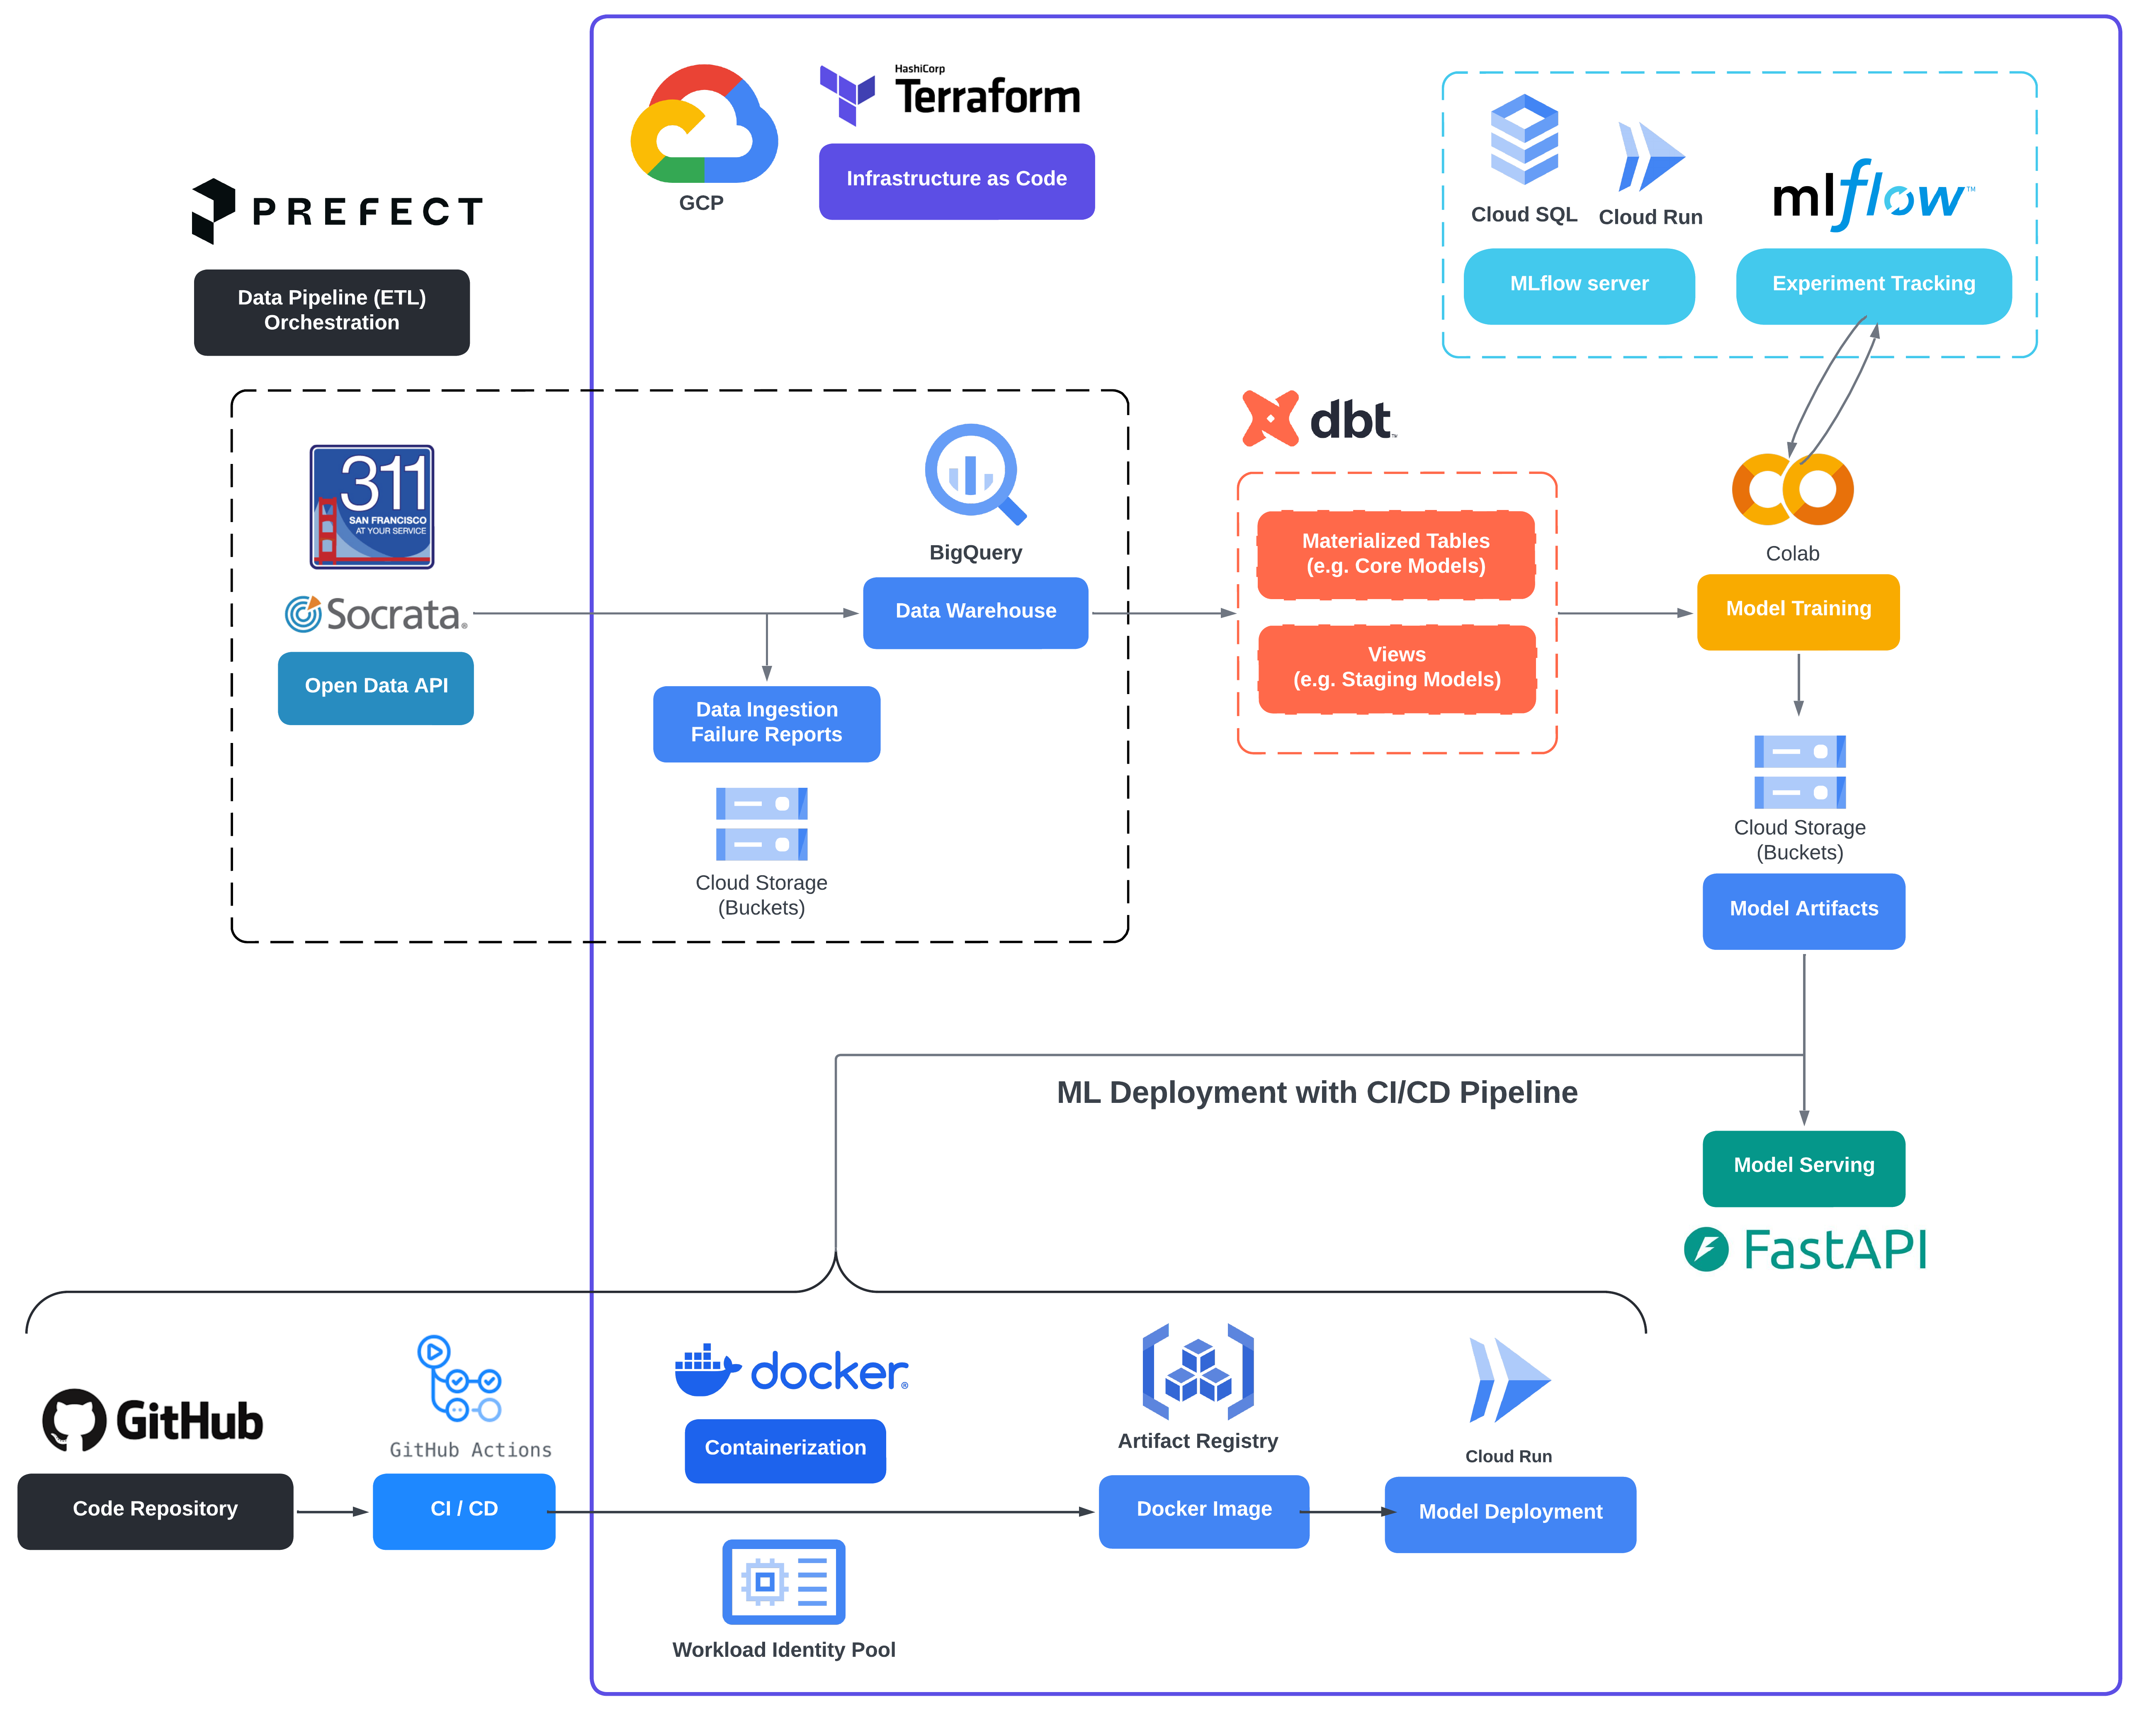 GCP
HashiCorp
Terraform
Infrastructure as Code
PREFECT
Data Pipeline (ETL)
Orchestration
Cloud SQL
Cloud Run
mlflow™
MLflow server
Experiment Tracking
311
SAN FRANCISCO
AT YOUR SERVICE
Socrata®
Open Data API
BigQuery
Data Warehouse
Data Ingestion
Failure Reports
Cloud Storage
(Buckets)
dbt™
Materialized Tables
(e.g. Core Models)
Views
(e.g. Staging Models)
Colab
Model Training
Cloud Storage
(Buckets)
Model Artifacts
ML Deployment with CI/CD Pipeline
Model Serving
FastAPI
GitHub
Code Repository
GitHub Actions
CI / CD
docker®
Containerization
Workload Identity Pool
Artifact Registry
Docker Image
Cloud Run
Model Deployment